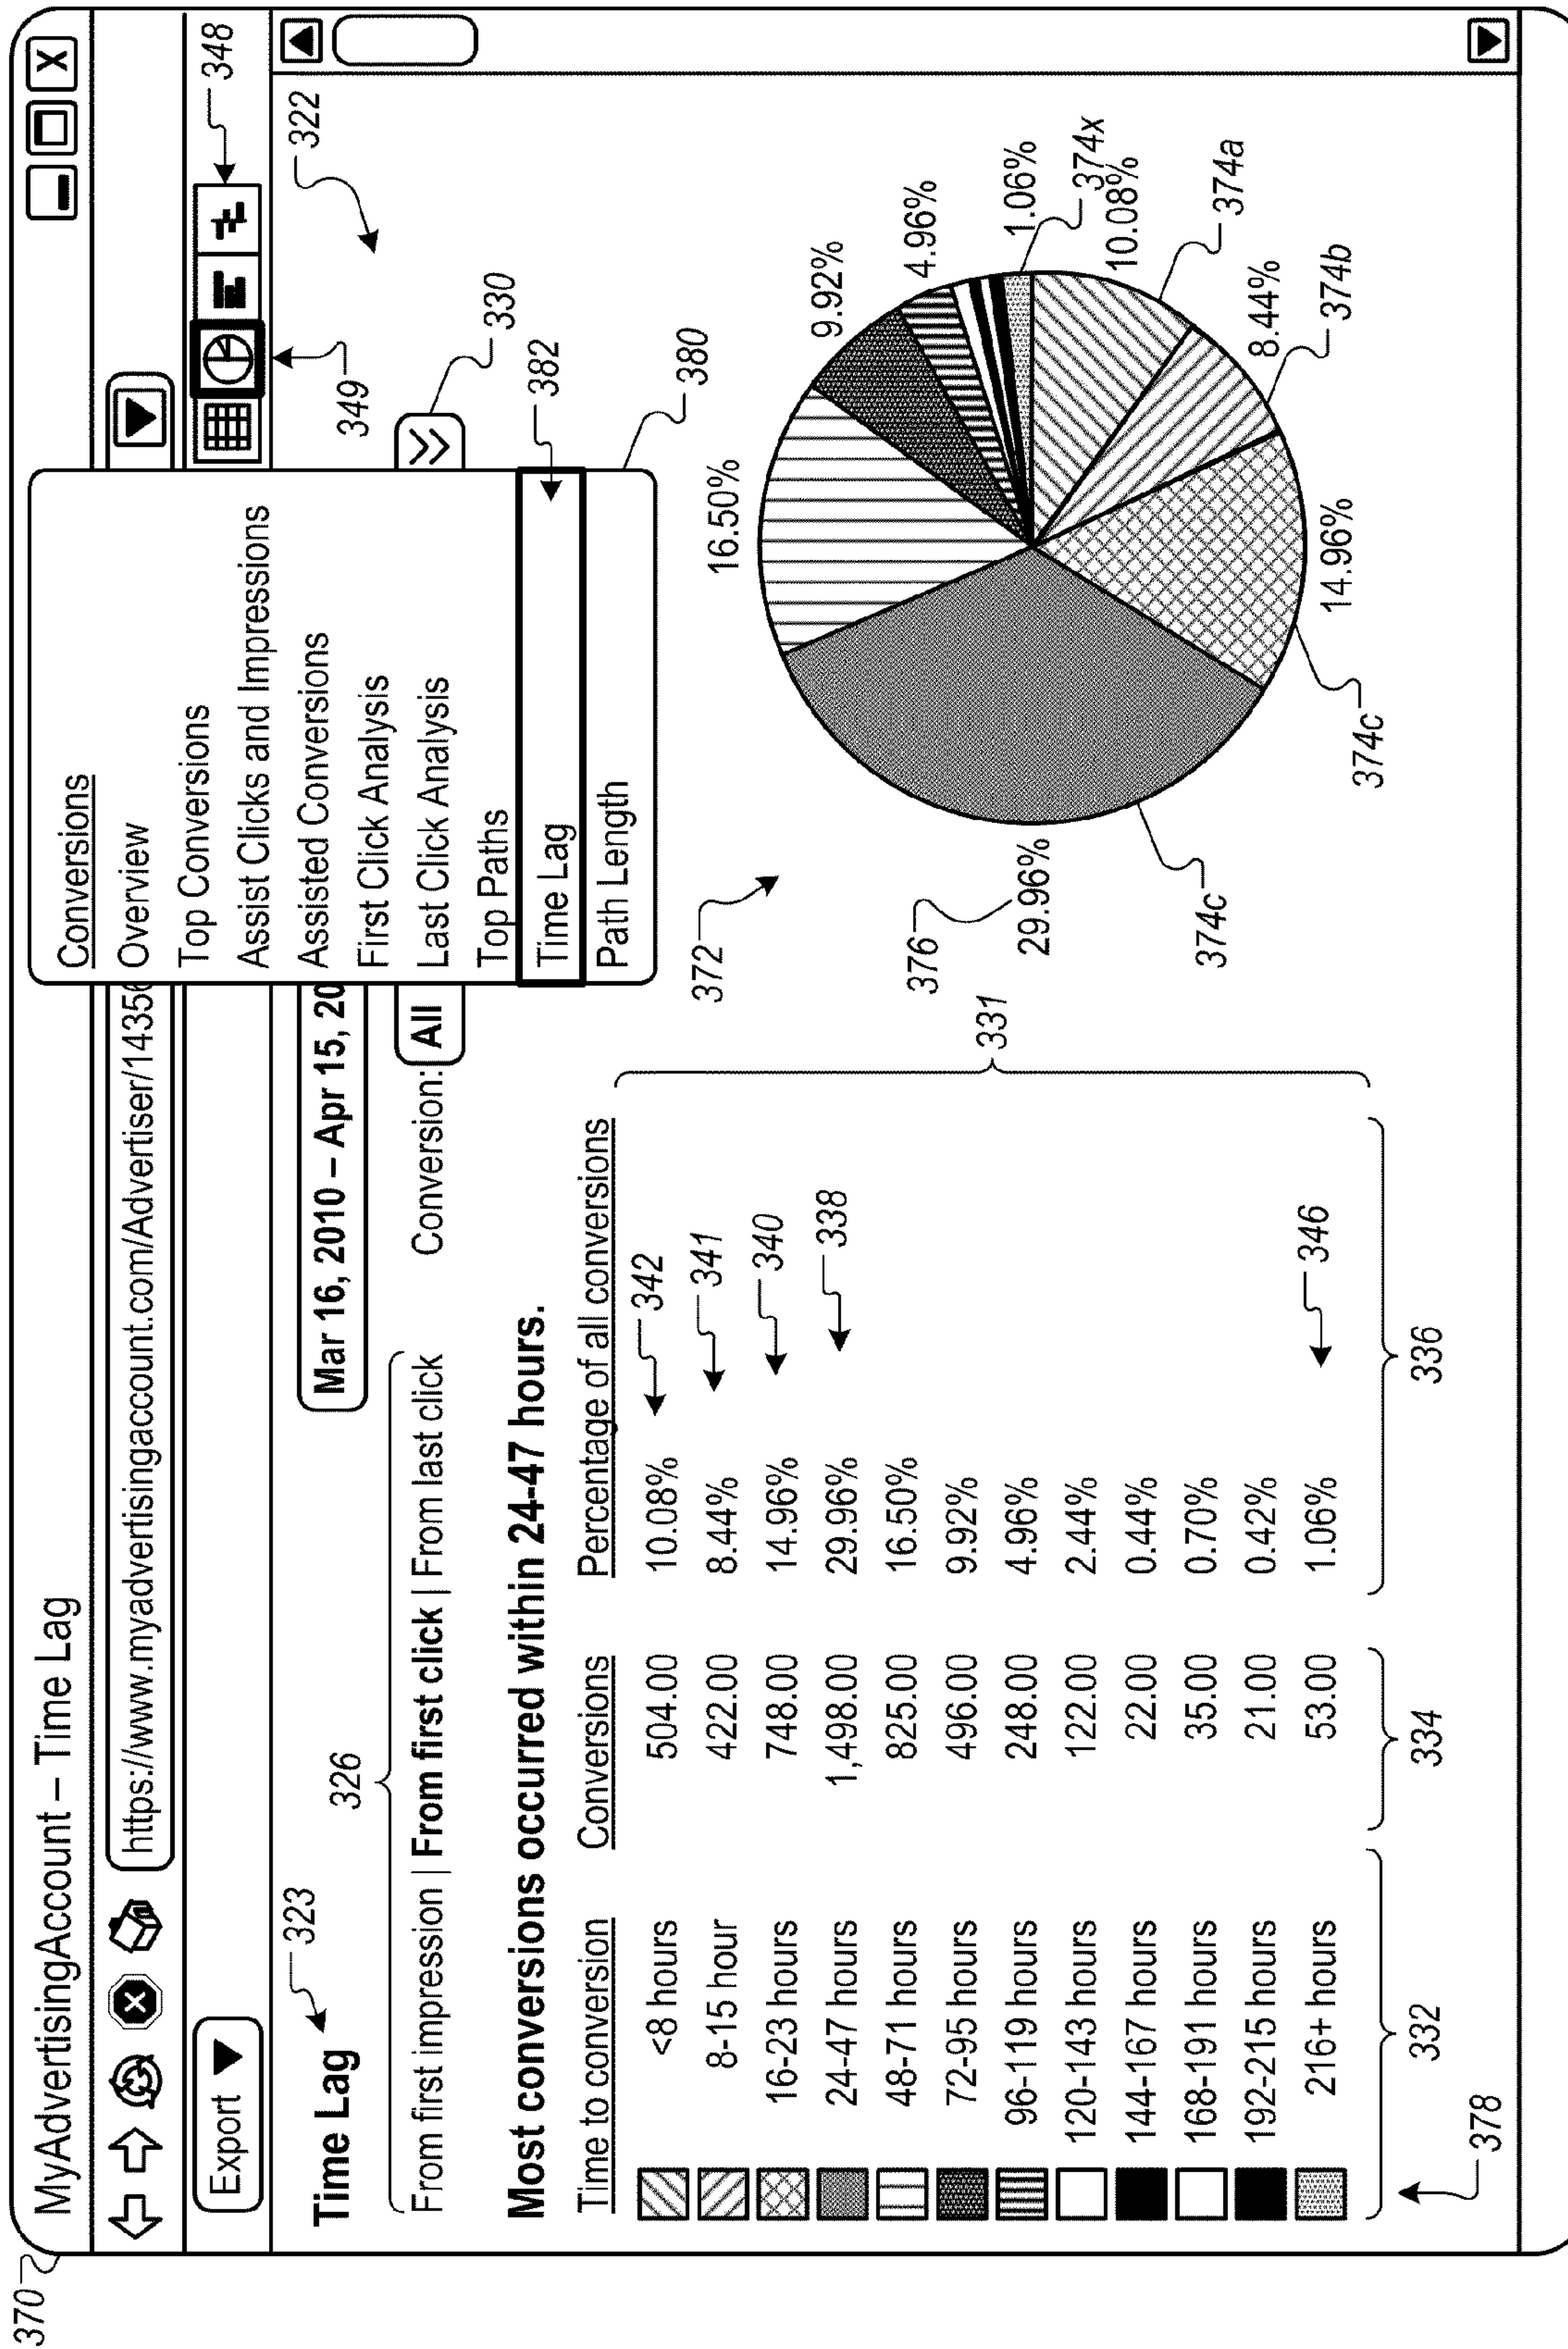 370
MyAdvertisingAccount – Time Lag
X
https://www.myadvertisingaccount.com/Advertiser/1435
Export
348
349
Conversions
Overview
Top Conversions
Assist Clicks and Impressions
Assisted Conversions
First Click Analysis
Last Click Analysis
Top Paths
Time Lag
Path Length
382
380
322
Time Lag
323
Mar 16, 2010 – Apr 15, 20
326
330
From first impression | From first click | From last click
Conversion: All
Most conversions occurred within 24-47 hours.
Time to conversion Conversions Percentage of all conversions
<8 hours 504.00 10.08% 342
8-15 hour 422.00 8.44% 341
16-23 hours 748.00 14.96% 340
24-47 hours 1,498.00 29.96% 338
48-71 hours 825.00 16.50%
72-95 hours 496.00 9.92%
96-119 hours 248.00 4.96%
120-143 hours 122.00 2.44%
144-167 hours 22.00 0.44%
168-191 hours 35.00 0.70%
192-215 hours 21.00 0.42%
216+ hours 53.00 1.06% 346
378
332
334
336
331
372
376
29.96%
16.50%
9.92%
4.96%
1.06%
374x
10.08%
374a
8.44%
374b
14.96%
374c
374c